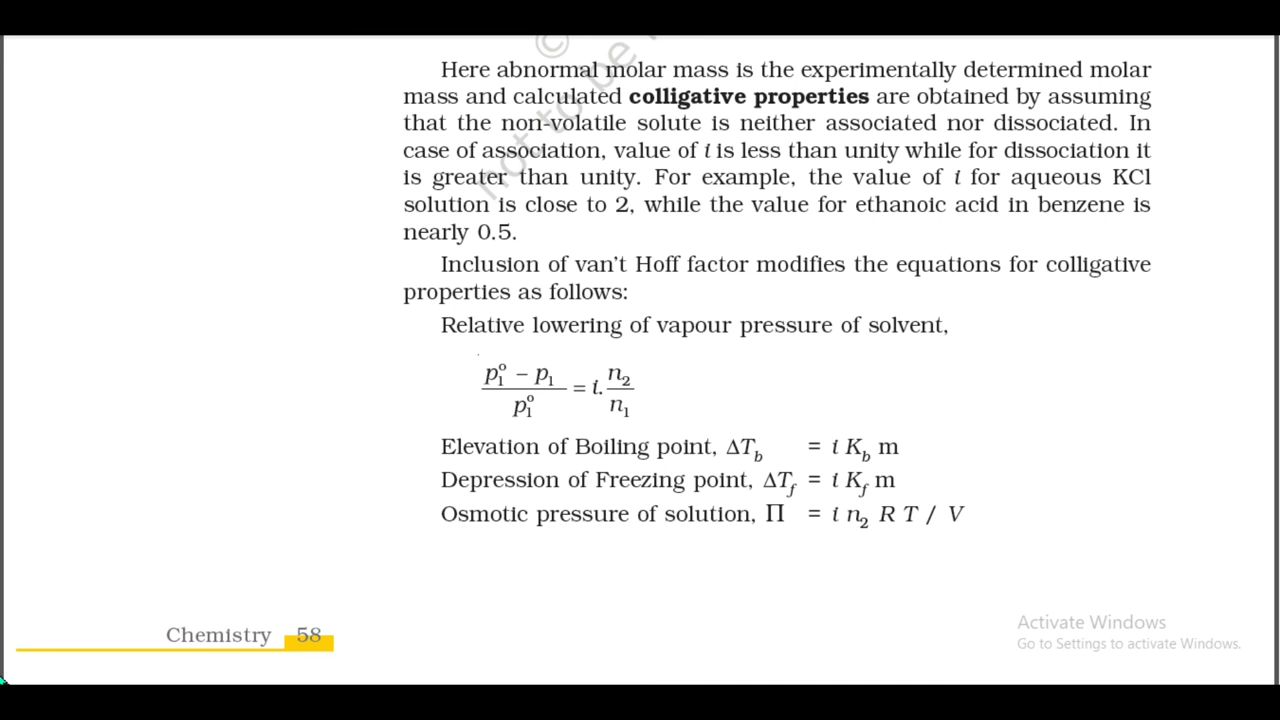 ©
not to be
Here abnormal molar mass is the experimentally determined molar
mass and calculated colligative properties are obtained by assuming
that the non-volatile solute is neither associated nor dissociated. In
case of association, value of i is less than unity while for dissociation it
is greater than unity. For example, the value of i for aqueous KCl
solution is close to 2, while the value for ethanoic acid in benzene is
nearly 0.5.
Inclusion of van't Hoff factor modifies the equations for colligative
properties as follows:
Relative lowering of vapour pressure of solvent,
(p₁° − p₁)/p₁° = i. n₂/n₁
Elevation of Boiling point, ΔT_b = i K_b m
Depression of Freezing point, ΔT_f = i K_f m
Osmotic pressure of solution, Π = i n₂ R T / V
Chemistry 58
Activate Windows
Go to Settings to activate Windows.